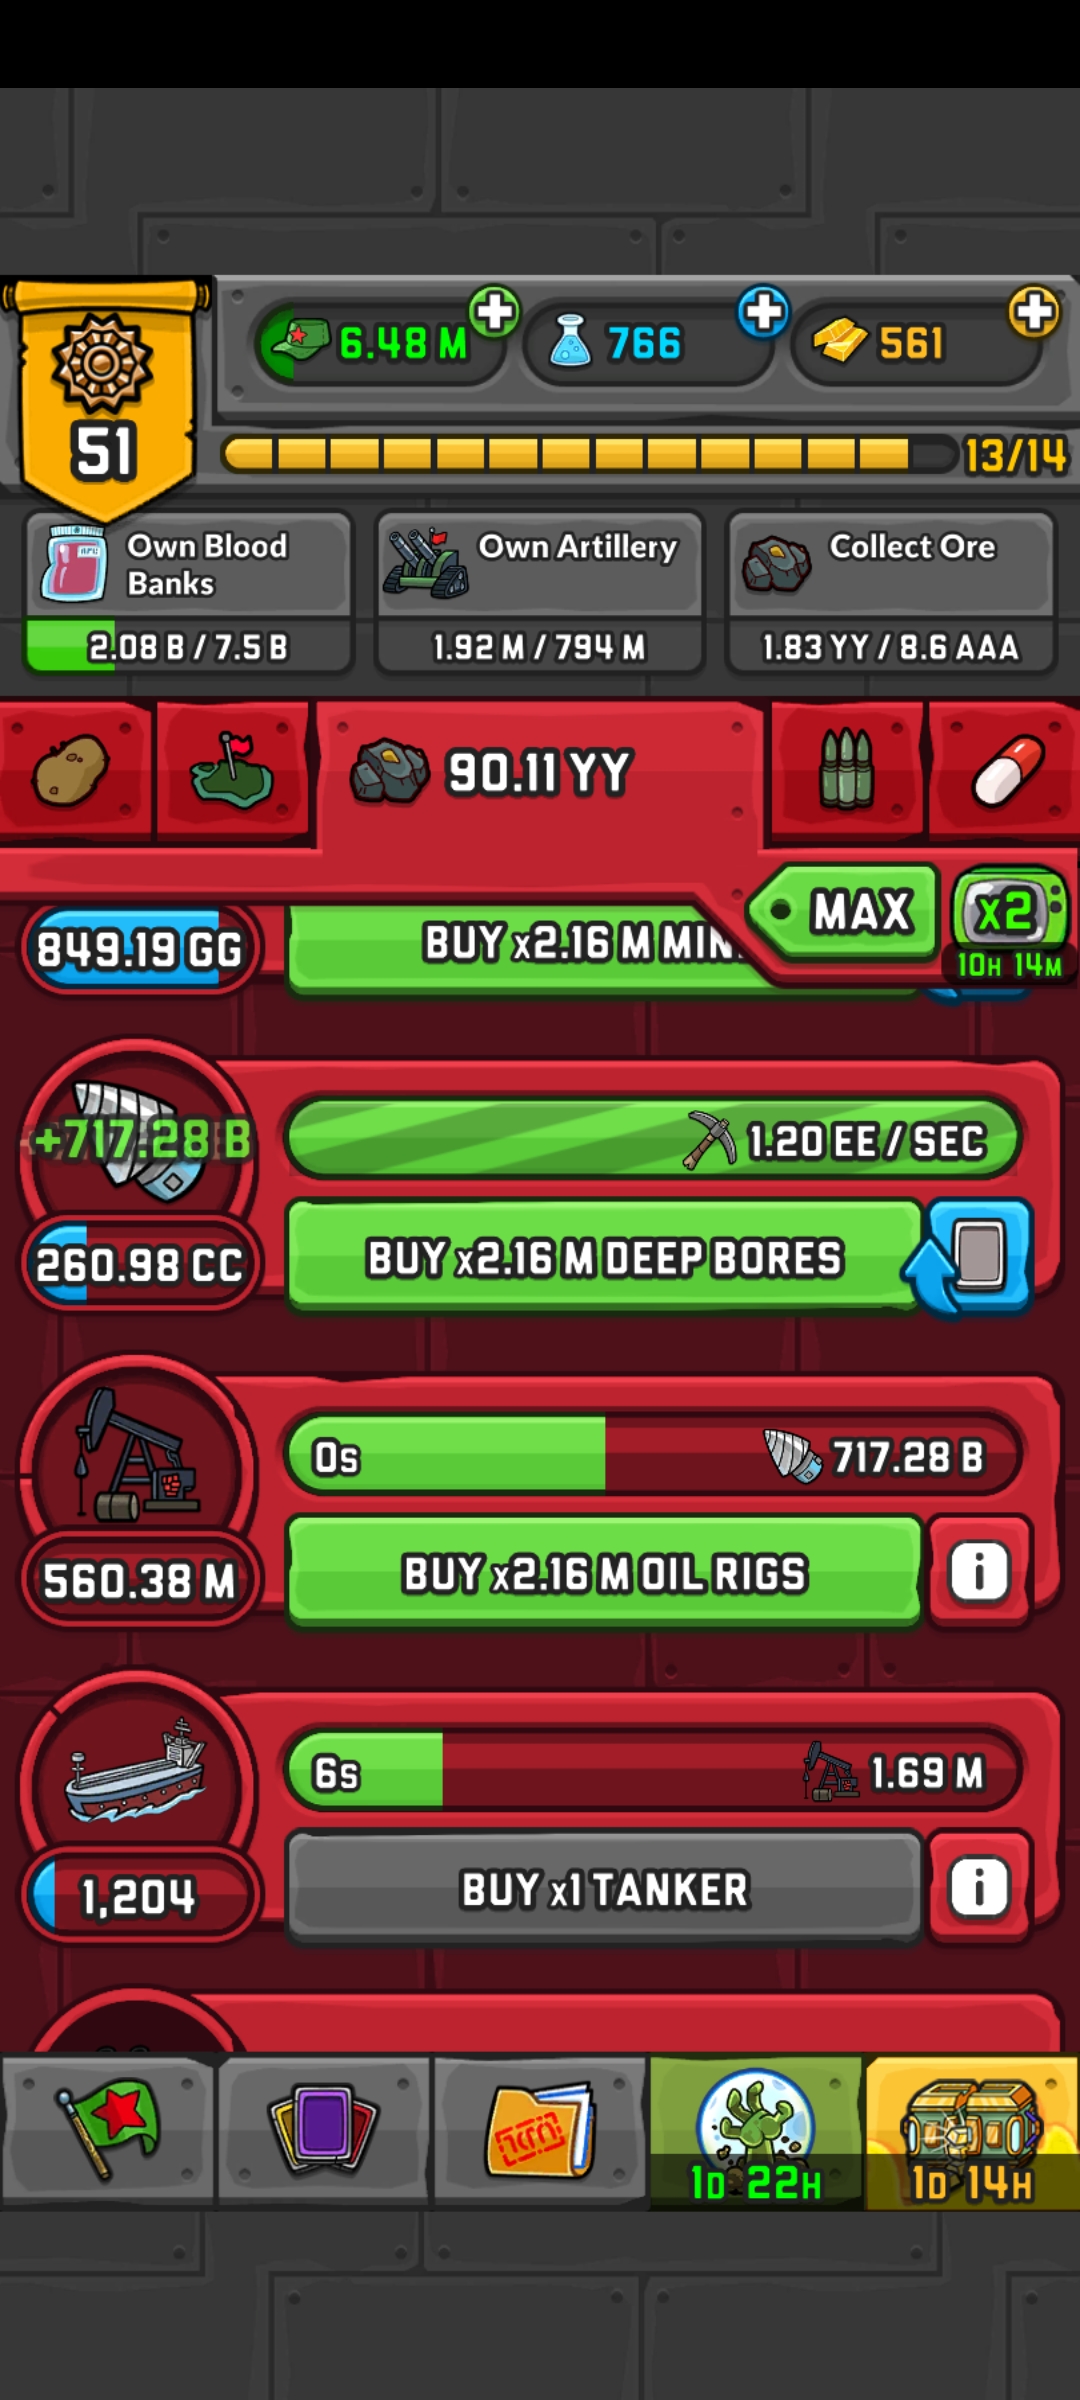 6.48 M
766
561
51
13/14
Own Blood
Banks
Own Artillery
Collect Ore
2.08 B / 7.5 B
1.92 M / 794 M
1.83 YY / 8.6 AAA
90.11 YY
MAX
x2
10H 14M
849.19 GG
BUY x2.16 M MIN
+717.28 B
1.20 EE / SEC
260.98 CC
BUY x2.16 M DEEP BORES
0s
717.28 B
560.38 M
BUY x2.16 M OIL RIGS
i
6s
1.69 M
1,204
BUY x1 TANKER
i
1D 22H
1D 14H